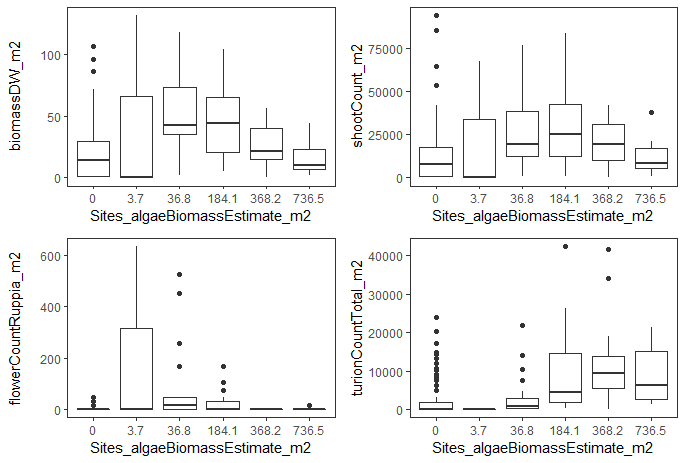 biomassDW_m2
100
50
0
0 3.7 36.8 184.1 368.2 736.5
Sites_algaeBiomassEstimate_m2
shootCount_m2
75000
50000
25000
0
0 3.7 36.8 184.1 368.2 736.5
Sites_algaeBiomassEstimate_m2
flowerCountRuppia_m2
600
400
200
0
0 3.7 36.8 184.1 368.2 736.5
Sites_algaeBiomassEstimate_m2
turionCountTotal_m2
40000
30000
20000
10000
0
0 3.7 36.8 184.1 368.2 736.5
Sites_algaeBiomassEstimate_m2